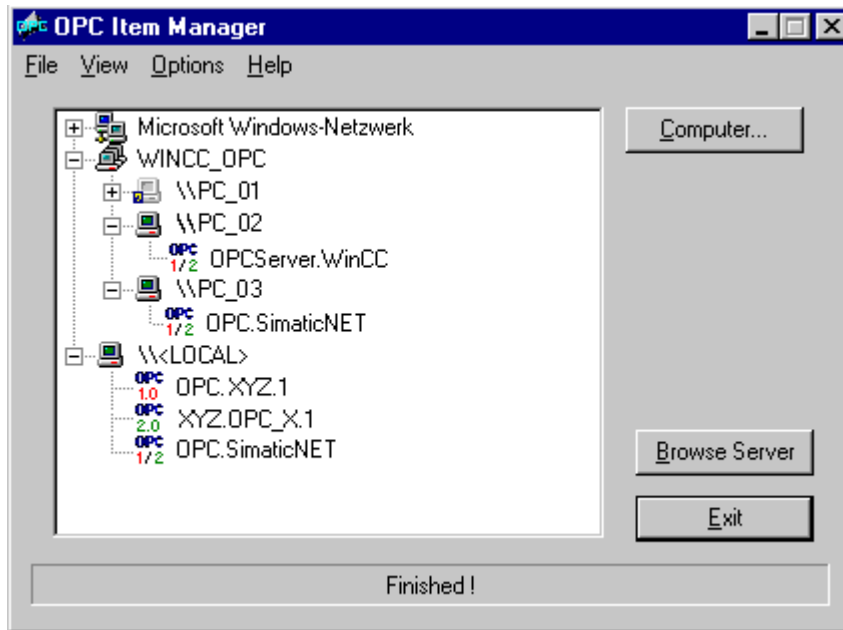 OPC Item Manager
File View Options Help
Microsoft Windows-Netzwerk
Computer...
WINCC_OPC
\\PC_01
\\PC_02
OPC 1/2 OPCServer.WinCC
\\PC_03
OPC 1/2 OPC.SimaticNET
\\<LOCAL>
OPC 1.0 OPC.XYZ.1
OPC 2.0 XYZ.OPC_X.1
OPC 1/2 OPC.SimaticNET
Browse Server
Exit
Finished !